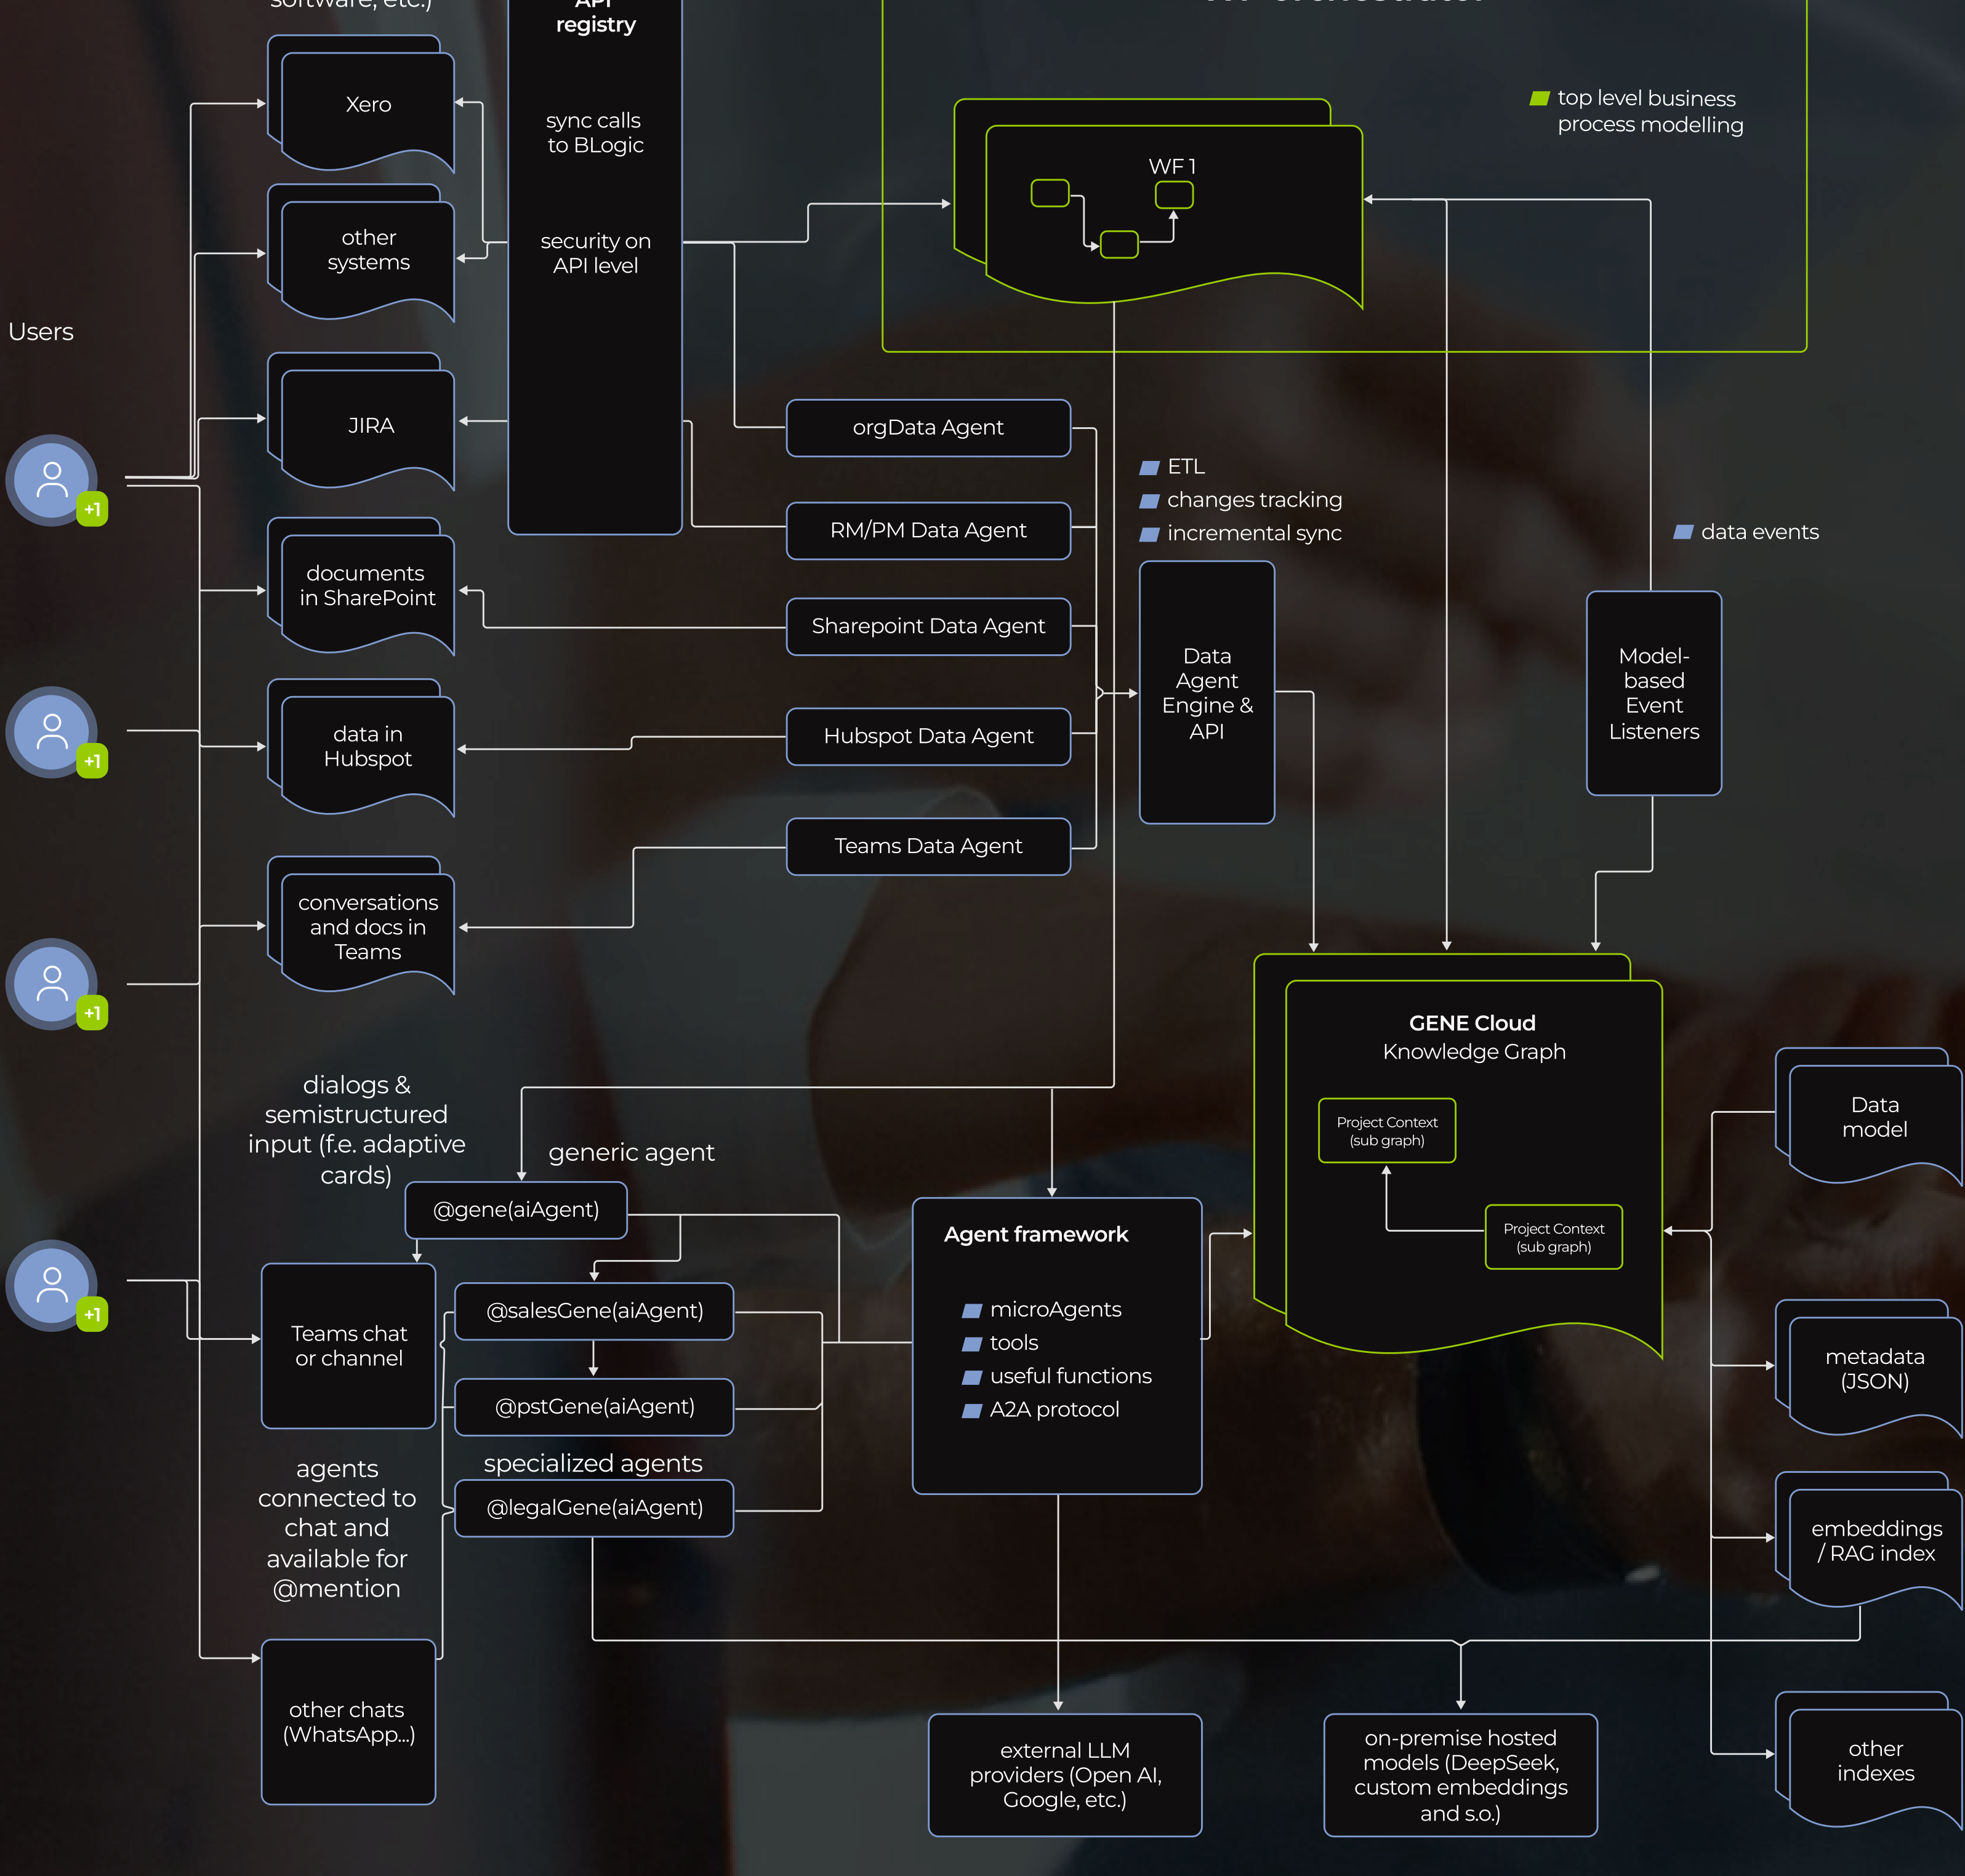 software, etc.)
API
registry
WF orchestrator
Xero
sync calls
to BLogic
top level business
process modelling
WF 1
other
systems
security on
API level
Users
JIRA
orgData Agent
ETL
changes tracking
incremental sync
RM/PM Data Agent
data events
documents
in SharePoint
Sharepoint Data Agent
Data
Agent
Engine &
API
Model-
based
Event
Listeners
data in
Hubspot
Hubspot Data Agent
Teams Data Agent
conversations
and docs in
Teams
+1
+1
+1
+1
GENE Cloud
Knowledge Graph
Project Context
(sub graph)
Project Context
(sub graph)
Data
model
dialogs &
semistructured
input (f.e. adaptive
cards)
generic agent
@gene(aiAgent)
Agent framework
microAgents
tools
useful functions
A2A protocol
@salesGene(aiAgent)
Teams chat
or channel
@pstGene(aiAgent)
specialized agents
@legalGene(aiAgent)
metadata
(JSON)
agents
connected to
chat and
available for
@mention
embeddings
/ RAG index
other chats
(WhatsApp...)
external LLM
providers (Open AI,
Google, etc.)
on-premise hosted
models (DeepSeek,
custom embeddings
and s.o.)
other
indexes